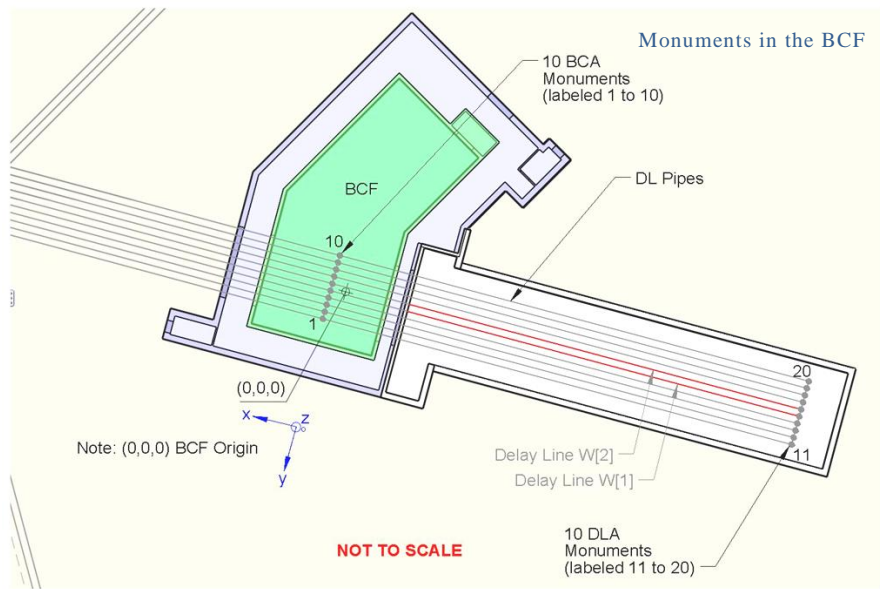 Monuments in the BCF
10 BCA
Monuments
(labeled 1 to 10)
DL Pipes
BCF
10
1
(0,0,0)
x
z
y
Note: (0,0,0) BCF Origin
20
11
Delay Line W[2]
Delay Line W[1]
NOT TO SCALE
10 DLA
Monuments
(labeled 11 to 20)